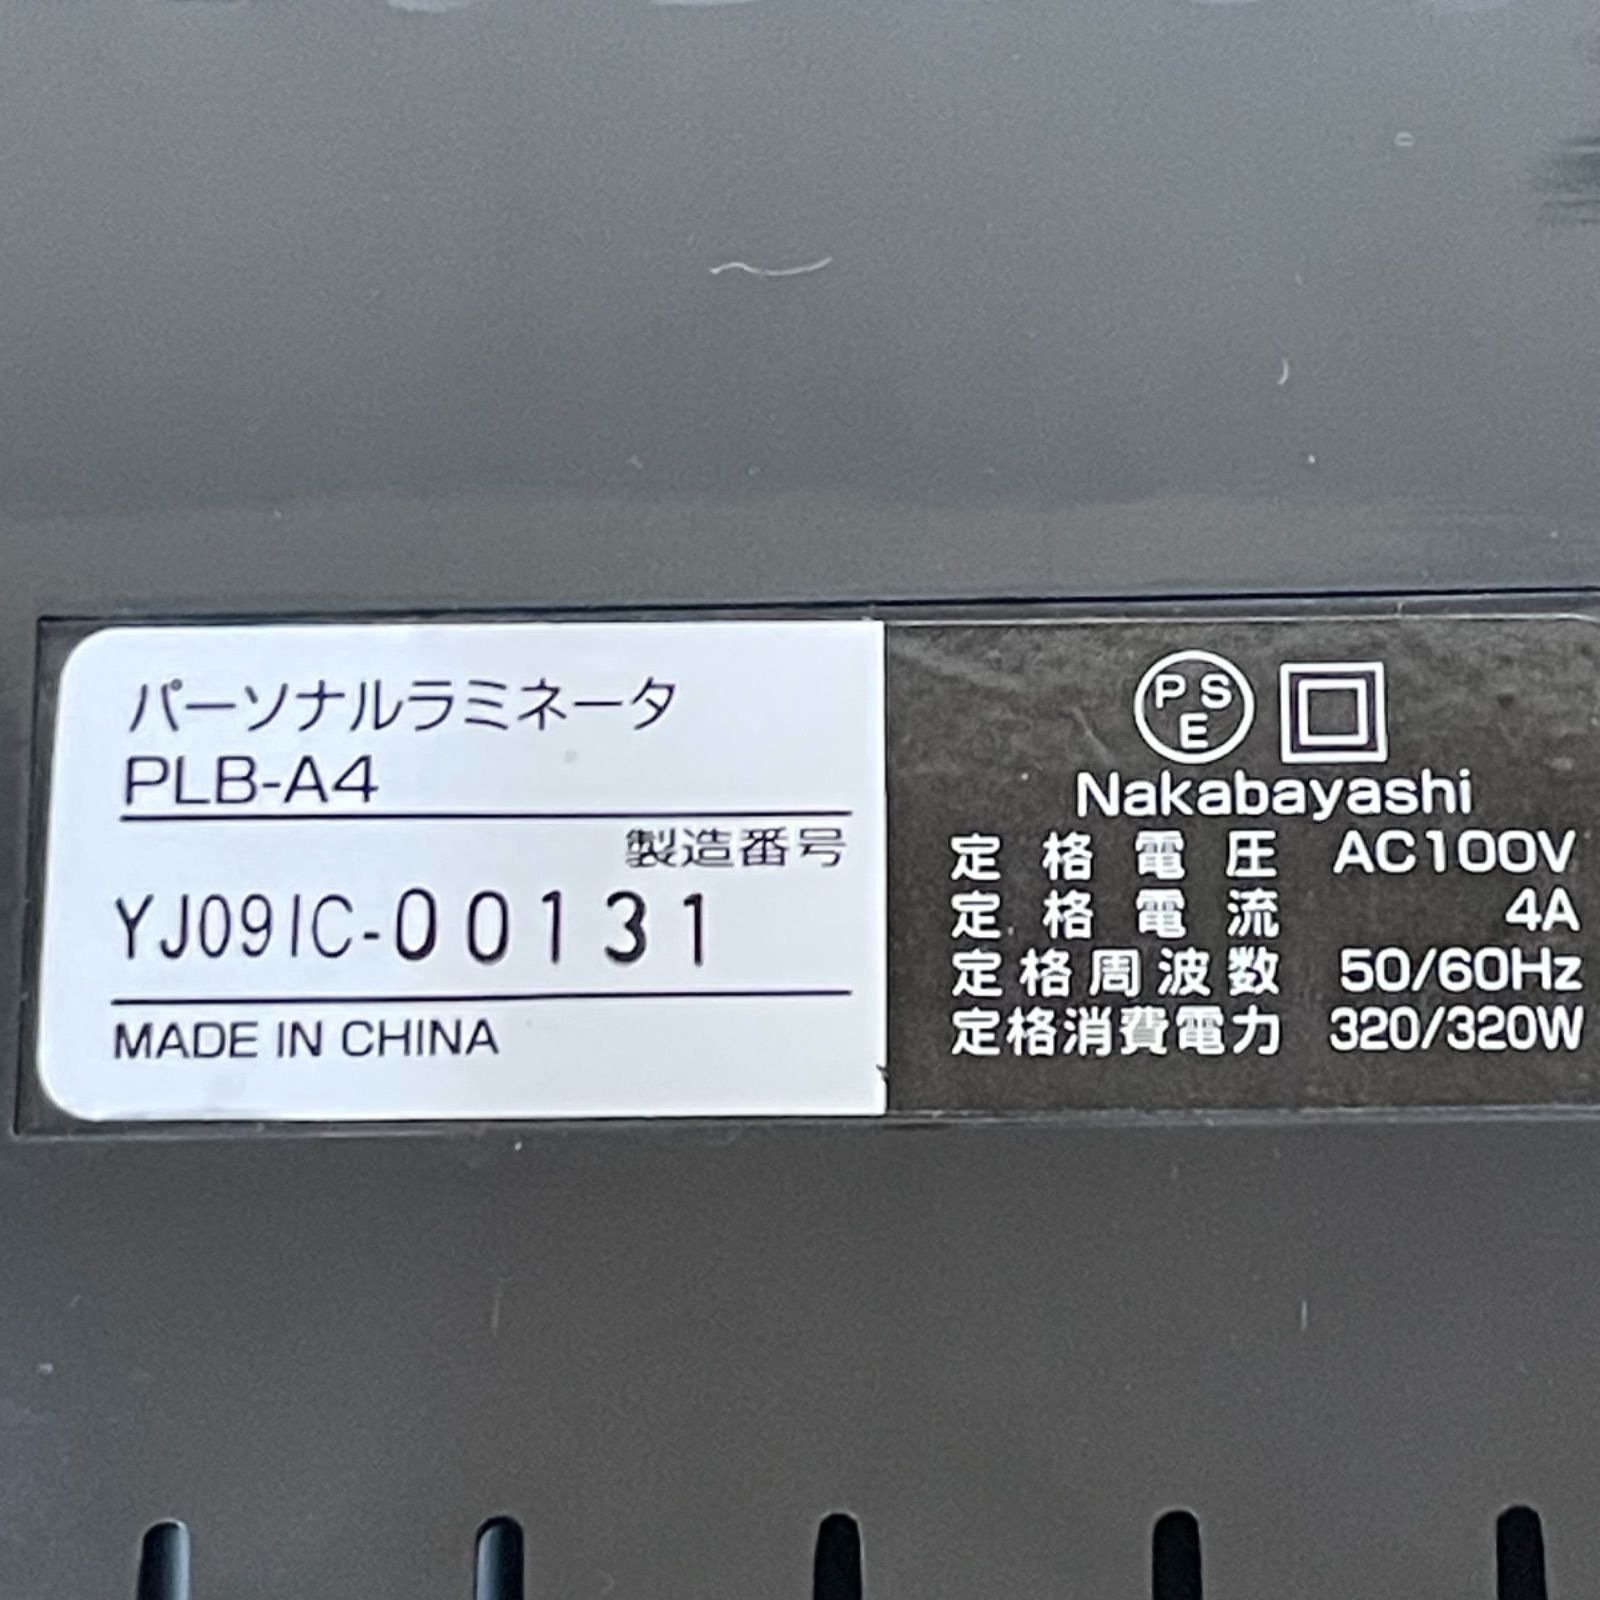 パーソナルラミネータ
PLB-A4
製造番号
YJ09IC-00131
MADE IN CHINA
PSE
Nakabayashi
定格電圧 AC100V
定格電流 4A
定格周波数 50/60Hz
定格消費電力 320/320W